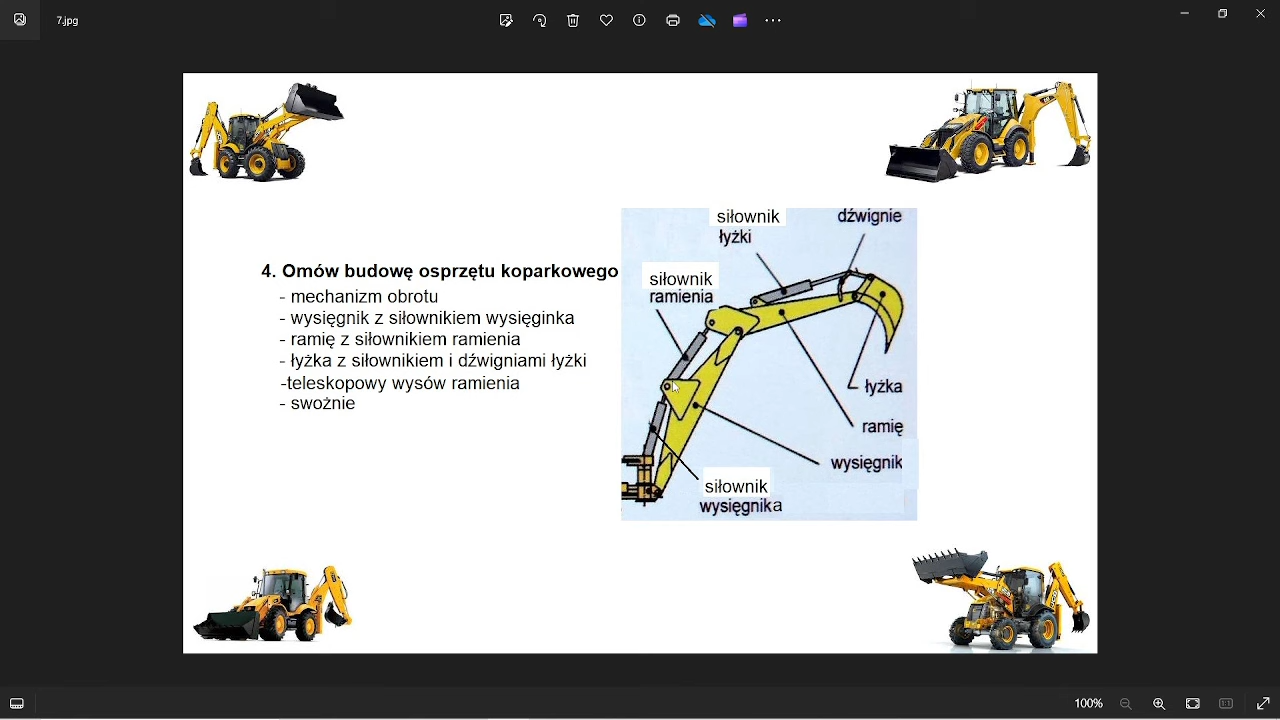 7.jpg
4. Omów budowę osprzętu koparkowego
- mechanizm obrotu
- wysięgnik z siłownikiem wysięginka
- ramię z siłownikiem ramienia
- łyżka z siłownikiem i dźwigniami łyżki
-teleskopowy wysów ramienia
- swożnie
siłownik
łyżki
dźwignie
siłownik
ramienia
łyżka
ramię
wysięgnik
siłownik
wysięgnika
100%